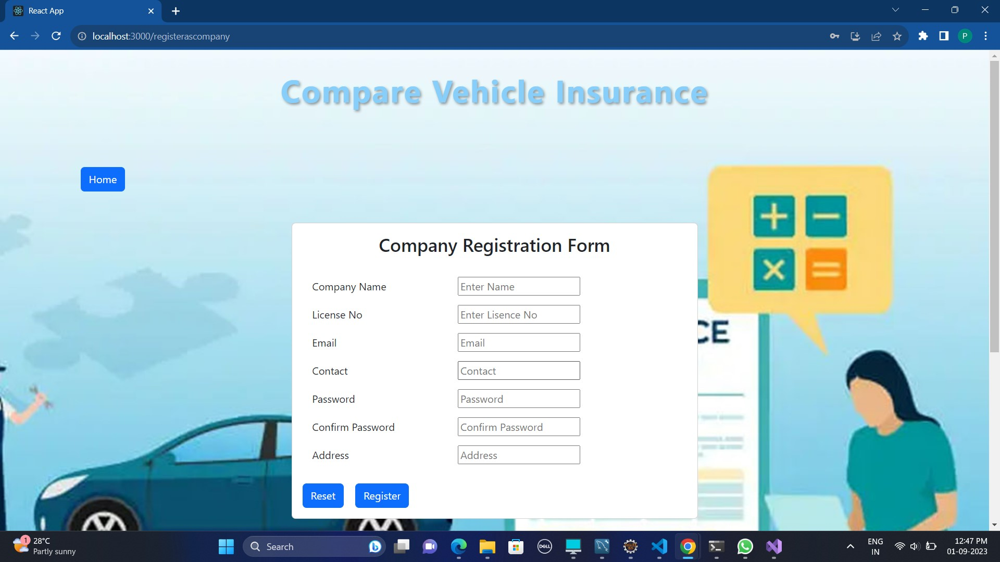 React App
localhost:3000/registerascompany
P
Compare Vehicle Insurance
Home
Company Registration Form
Company Name
Enter Name
License No
Enter Lisence No
Email
Email
Contact
Contact
Password
Password
Confirm Password
Confirm Password
Address
Address
Reset
Register
CE
1
28°C
Partly sunny
Search
DELL
ENG
IN
12:47 PM
01-09-2023